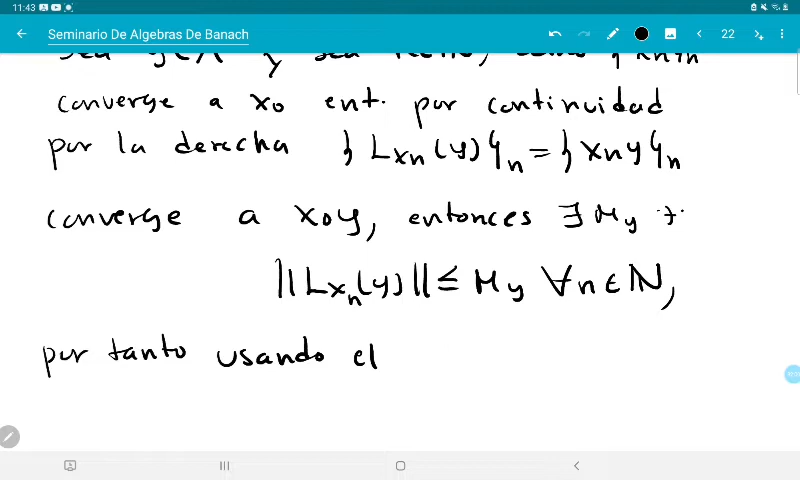 11:43
Seminario De Algebras De Banach
22
converge a x₀ ent. por continuidad
por la derecha } Lxₙ(y) {ₙ = } xₙy {ₙ
converge a x₀y, entonces ∃ My
||Lxₙ(y)|| ≤ My ∀n ∈ ℕ,
por tanto usando el